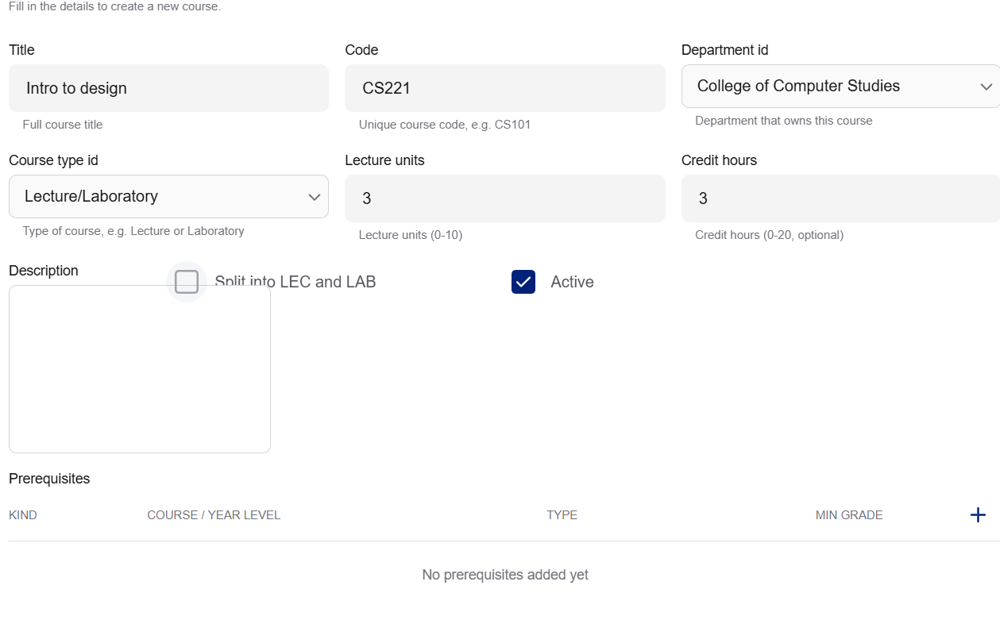 Fill in the details to create a new course.
Title
Code
Department id
Intro to design
CS221
College of Computer Studies
Full course title
Unique course code, e.g. CS101
Department that owns this course
Course type id
Lecture units
Credit hours
Lecture/Laboratory
3
3
Type of course, e.g. Lecture or Laboratory
Lecture units (0-10)
Credit hours (0-20, optional)
Description
Split into LEC and LAB
Active
Prerequisites
KIND
COURSE / YEAR LEVEL
TYPE
MIN GRADE
No prerequisites added yet